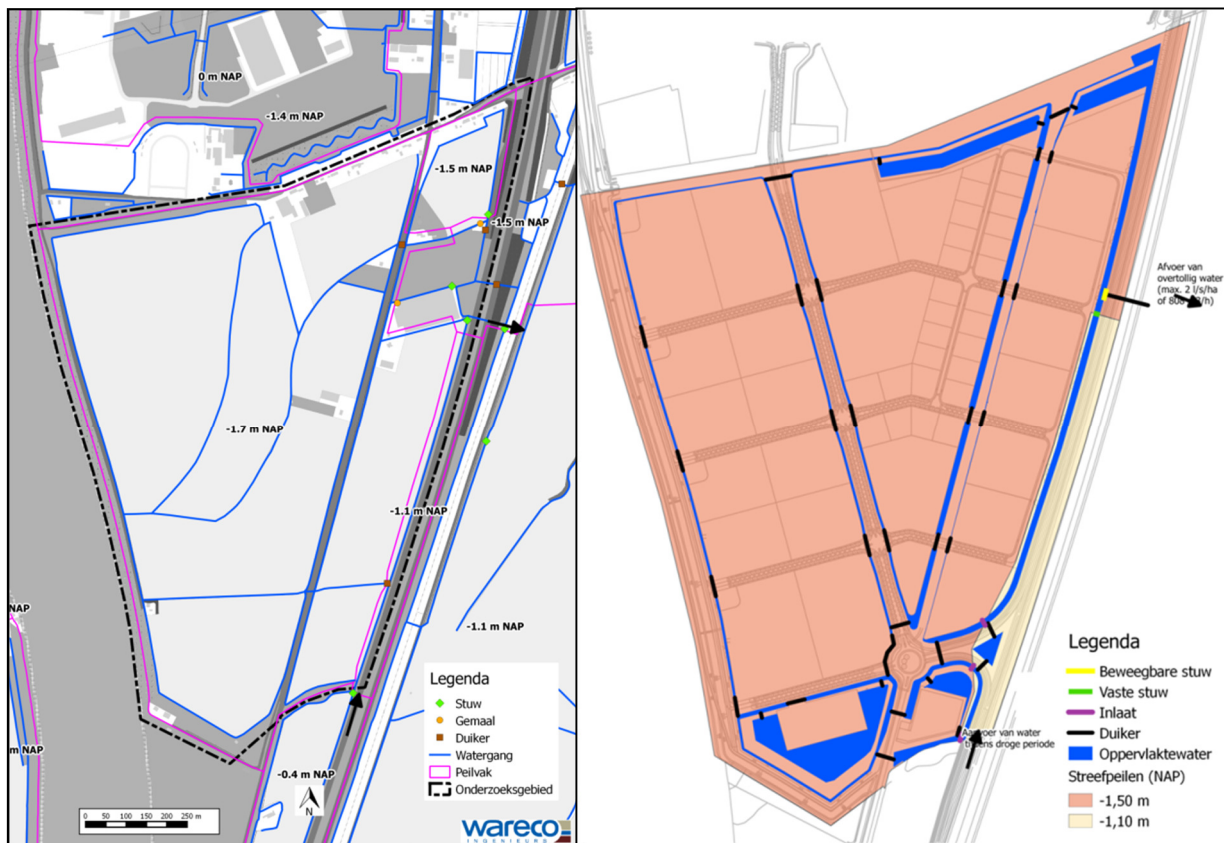 0 m NAP
-1.4 m NAP
-1.5 m NAP
-1.5 m NAP
-1.7 m NAP
-1.1 m NAP
-1.1 m NAP
NAP
m NAP
-0.4 m NAP
N
0 50 100 150 200 250 m
Legenda
Stuw
Gemaal
Duiker
Watergang
Peilvak
Onderzoeksgebied
wareco
INGENIEURS
Afvoer van
overtollig water
(max. 2 l/s/ha
of
van water
droge periode
Legenda
Beweegbare stuw
Vaste stuw
Inlaat
Duiker
Oppervlaktewater
Streefpeilen (NAP)
-1,50 m
-1,10 m